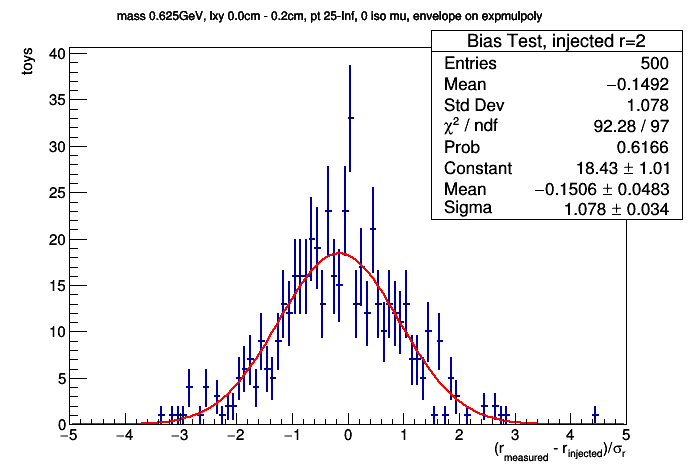 mass 0.625GeV, lxy 0.0cm - 0.2cm, pt 25-Inf, 0 iso mu, envelope on expmulpoly
Bias Test, injected r=2
Entries 500
Mean −0.1492
Std Dev 1.078
χ² / ndf 92.28 / 97
Prob 0.6166
Constant 18.43 ± 1.01
Mean −0.1506 ± 0.0483
Sigma 1.078 ± 0.034
toys
40
35
30
25
20
15
10
5
0
−5 −4 −3 −2 −1 0 1 2 3 4 5
(r_measured - r_injected)/σ_r